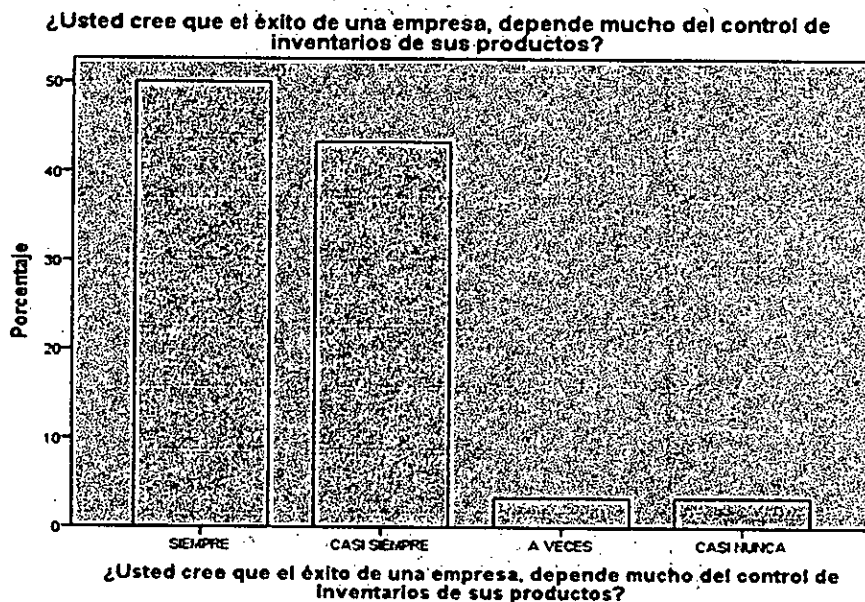 ¿Usted cree que el éxito de una empresa, depende mucho del control de
inventarios de sus productos?
Porcentaje
50
40
30
20
10
0
SIEMPRE
CASI SIEMPRE
A VECES
CASI NUNCA
¿Usted cree que el éxito de una empresa, depende mucho del control de
inventarios de sus productos?